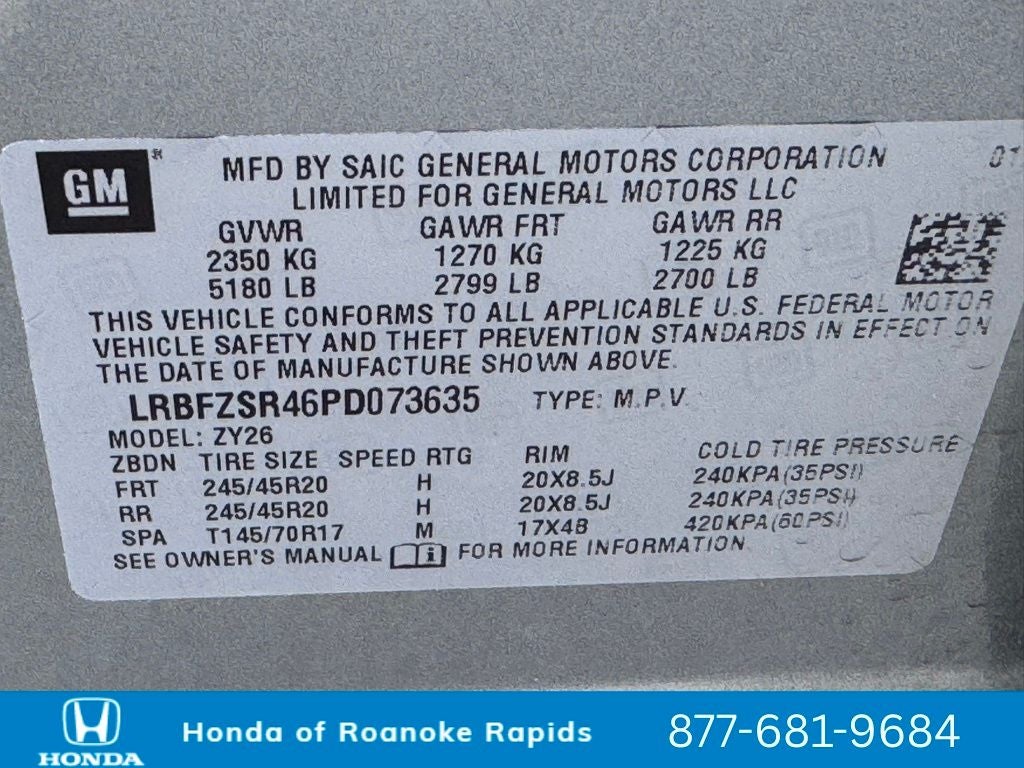 GM
MFD BY SAIC GENERAL MOTORS CORPORATION
LIMITED FOR GENERAL MOTORS LLC
GVWR GAWR FRT GAWR RR
2350 KG 1270 KG 1225 KG
5180 LB 2799 LB 2700 LB
THIS VEHICLE CONFORMS TO ALL APPLICABLE U.S. FEDERAL MOTOR
VEHICLE SAFETY AND THEFT PREVENTION STANDARDS IN EFFECT ON
THE DATE OF MANUFACTURE SHOWN ABOVE.
LRBFZSR46PD073635 TYPE: M.P.V.
MODEL: ZY26
ZBDN TIRE SIZE SPEED RTG RIM COLD TIRE PRESSURE
FRT 245/45R20 H 20X8.5J 240KPA(35PSI)
RR 245/45R20 H 20X8.5J 240KPA(35PSI)
SPA T145/70R17 M 17X4B 420KPA(60PSI)
SEE OWNER'S MANUAL FOR MORE INFORMATION
HONDA
Honda of Roanoke Rapids
877-681-9684